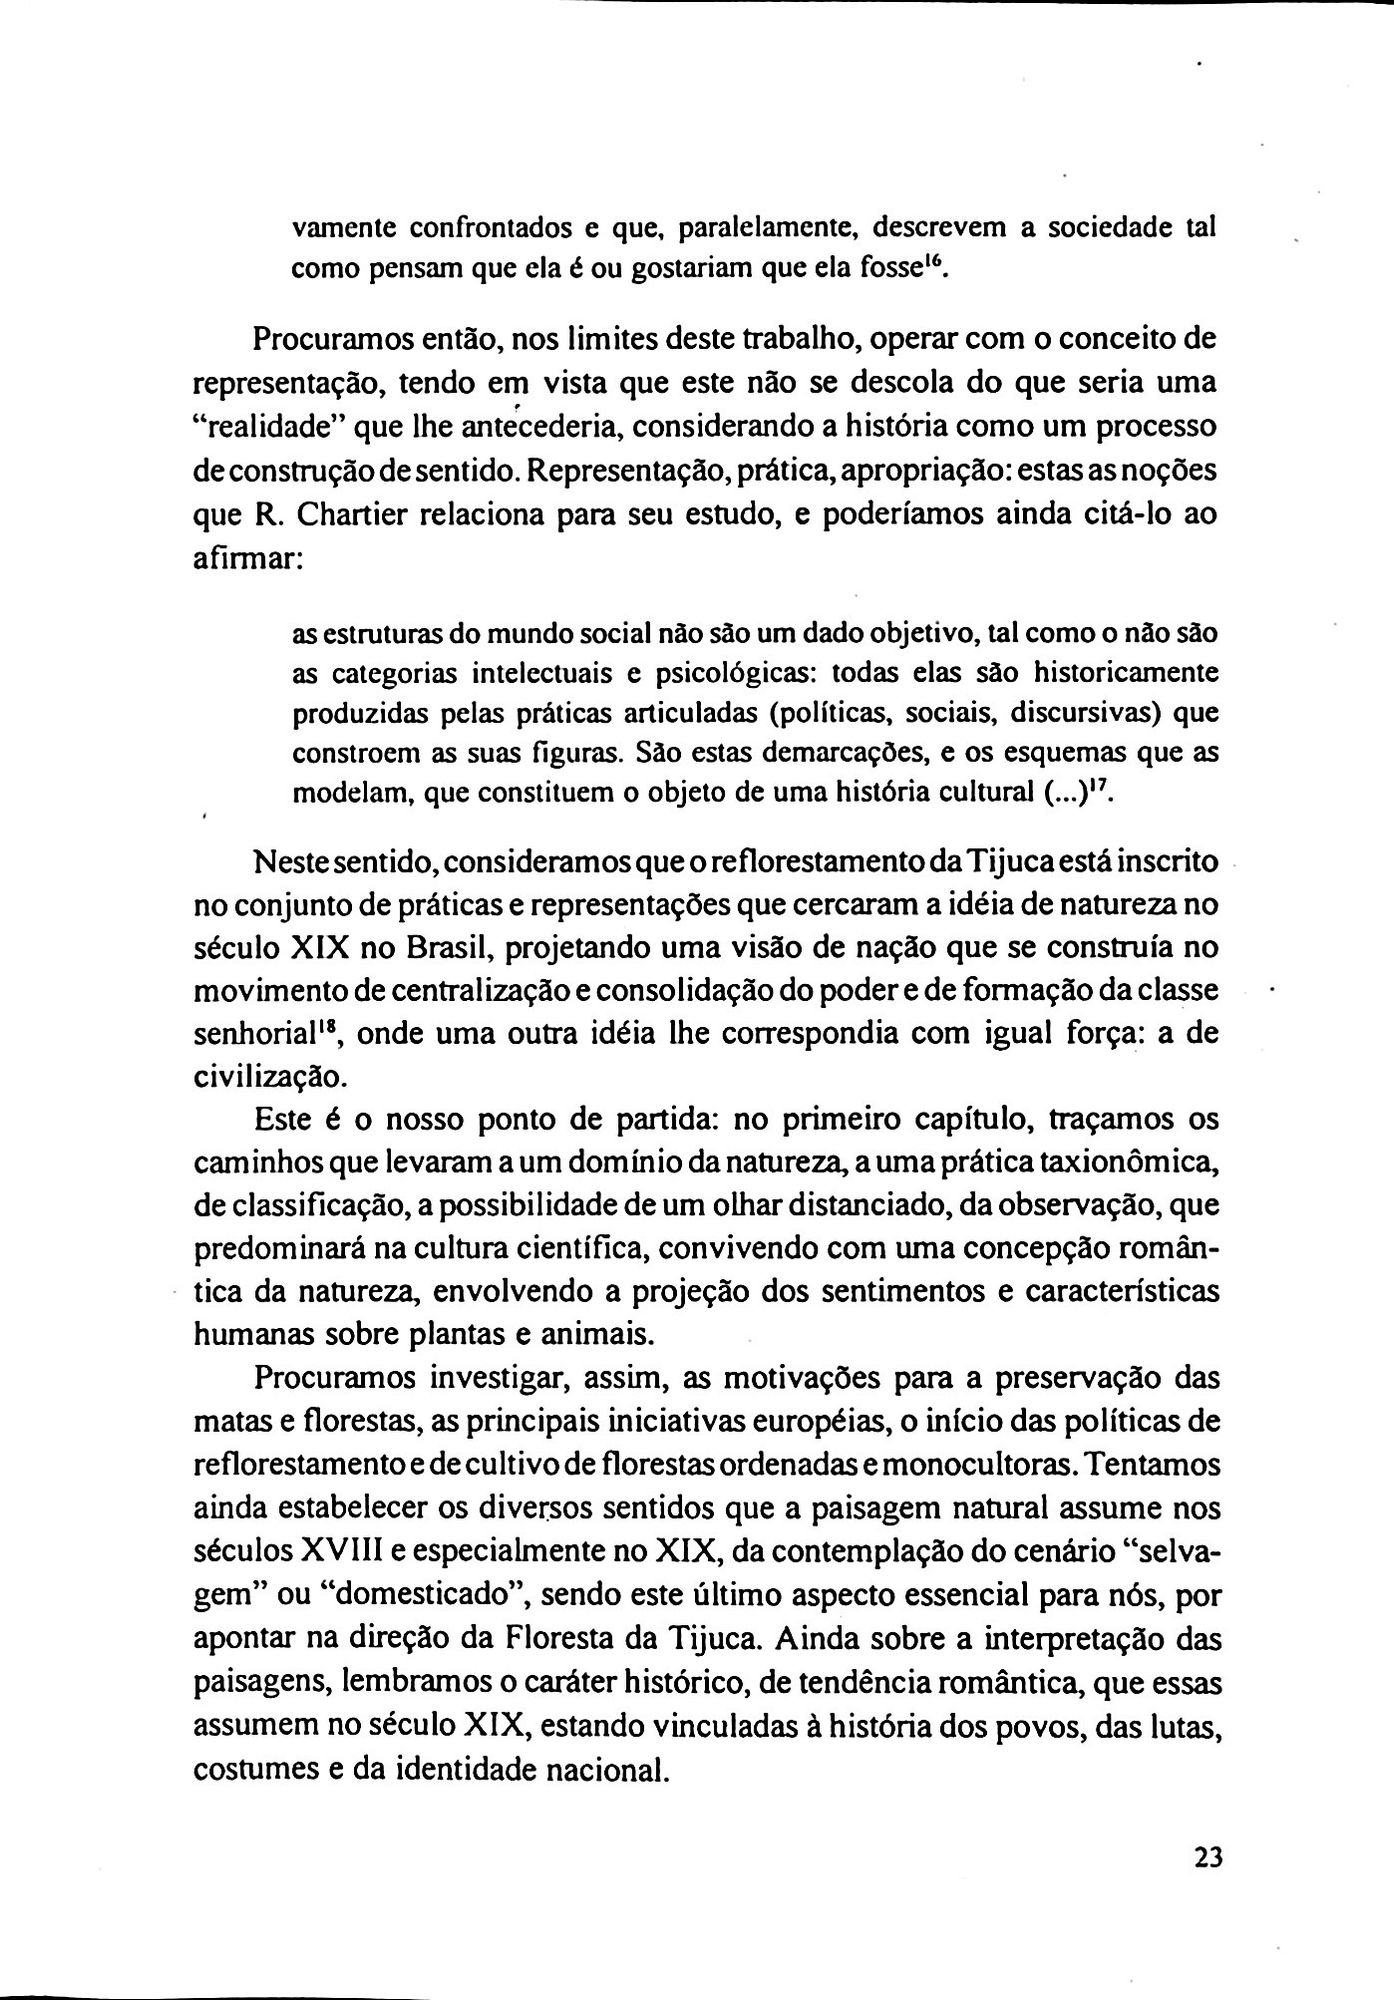 vamente confrontados e que, paralelamente, descrevem a sociedade tal
como pensam que ela é ou gostariam que ela fosse¹⁶.
Procuramos então, nos limites deste trabalho, operar com o conceito de
representação, tendo em vista que este não se descola do que seria uma
“realidade” que lhe antecederia, considerando a história como um processo
de construção de sentido. Representação, prática, apropriação: estas as noções
que R. Chartier relaciona para seu estudo, e poderíamos ainda citá-lo ao
afirmar:
as estruturas do mundo social não são um dado objetivo, tal como o não são
as categorias intelectuais e psicológicas: todas elas são historicamente
produzidas pelas práticas articuladas (políticas, sociais, discursivas) que
constroem as suas figuras. São estas demarcações, e os esquemas que as
modelam, que constituem o objeto de uma história cultural (...)¹⁷.
Neste sentido, consideramos que o reflorestamento da Tijuca está inscrito
no conjunto de práticas e representações que cercaram a idéia de natureza no
século XIX no Brasil, projetando uma visão de nação que se construía no
movimento de centralização e consolidação do poder e de formação da classe
senhorial¹⁸, onde uma outra idéia lhe correspondia com igual força: a de
civilização.
Este é o nosso ponto de partida: no primeiro capítulo, traçamos os
caminhos que levaram a um domínio da natureza, a uma prática taxionômica,
de classificação, a possibilidade de um olhar distanciado, da observação, que
predominará na cultura científica, convivendo com uma concepção român-
tica da natureza, envolvendo a projeção dos sentimentos e características
humanas sobre plantas e animais.
Procuramos investigar, assim, as motivações para a preservação das
matas e florestas, as principais iniciativas européias, o início das políticas de
reflorestamento e de cultivo de florestas ordenadas e monocultoras. Tentamos
ainda estabelecer os diversos sentidos que a paisagem natural assume nos
séculos XVIII e especialmente no XIX, da contemplação do cenário “selva-
gem” ou “domesticado”, sendo este último aspecto essencial para nós, por
apontar na direção da Floresta da Tijuca. Ainda sobre a interpretação das
paisagens, lembramos o caráter histórico, de tendência romântica, que essas
assumem no século XIX, estando vinculadas à história dos povos, das lutas,
costumes e da identidade nacional.
23